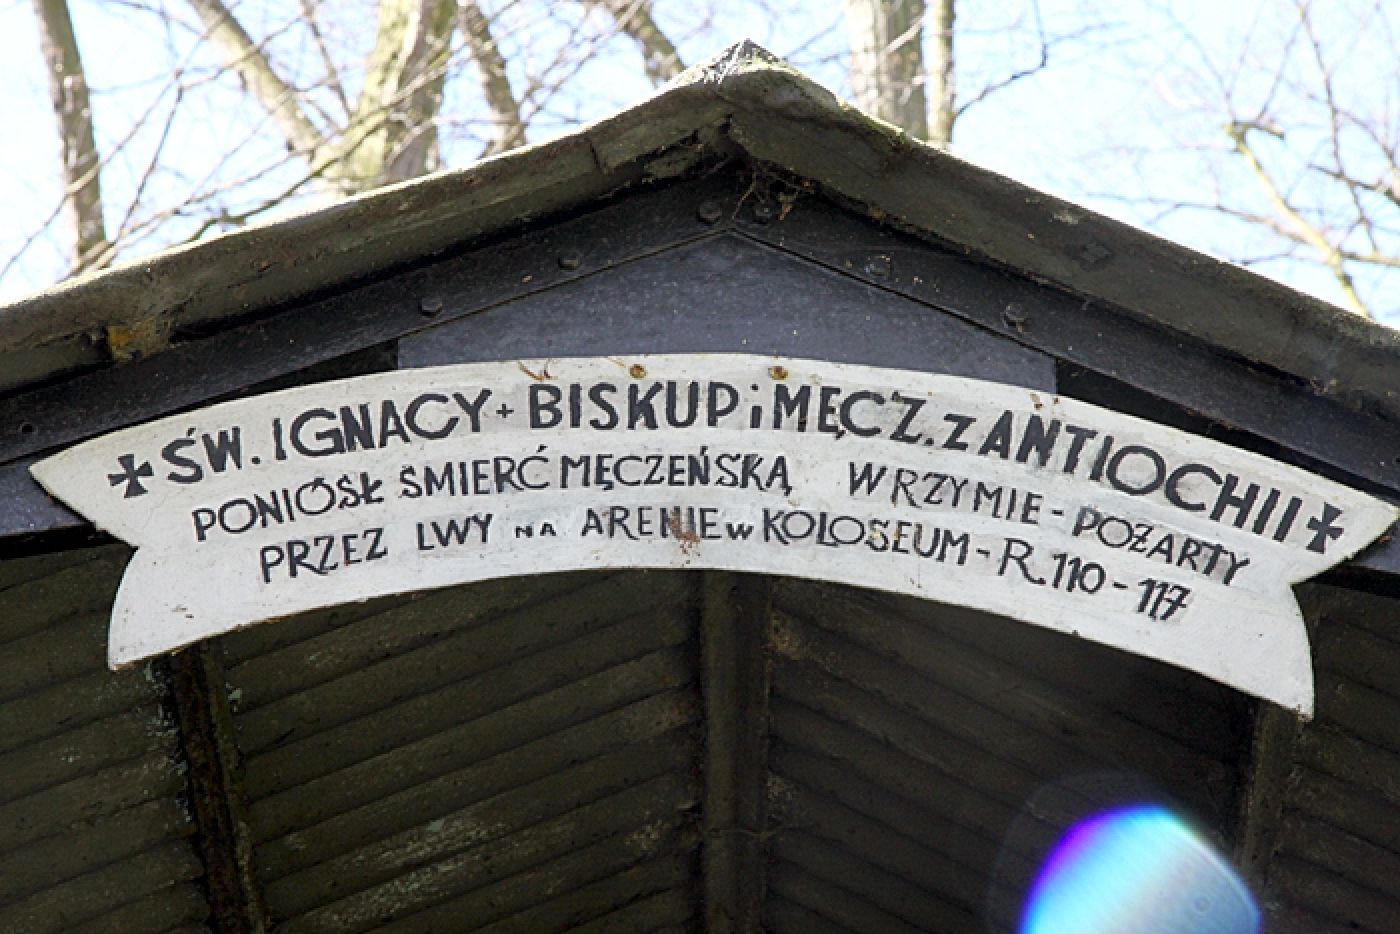 ✠ ŚW. IGNACY + BISKUP i MĘCZ. z ANTIOCHII ✠
PONIÓSŁ ŚMIERĆ MĘCZEŃSKĄ W RZYMIE - POŻARTY
PRZEZ LWY NA ARENIE w KOLOSEUM - R. 110 - 117